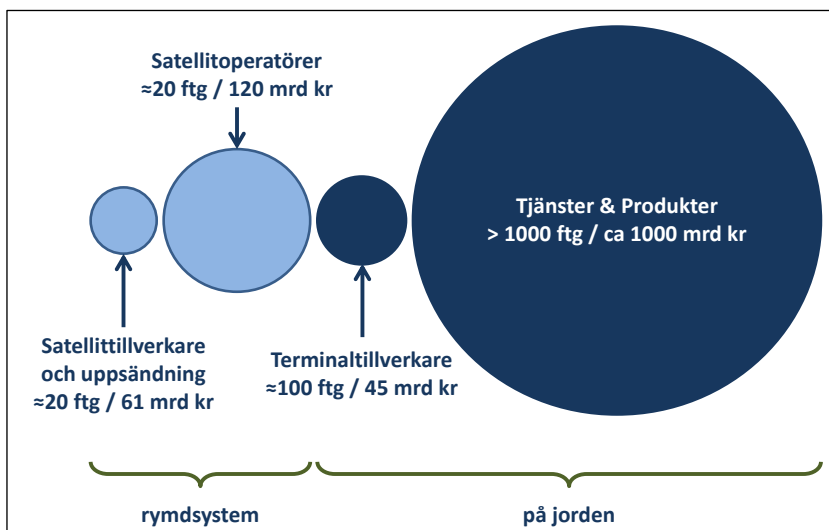 Satellitoperatörer
≈20 ftg / 120 mrd kr
Tjänster & Produkter
> 1000 ftg / ca 1000 mrd kr
Satellittillverkare
och uppsändning
≈20 ftg / 61 mrd kr
Terminaltillverkare
≈100 ftg / 45 mrd kr
rymdsystem
på jorden